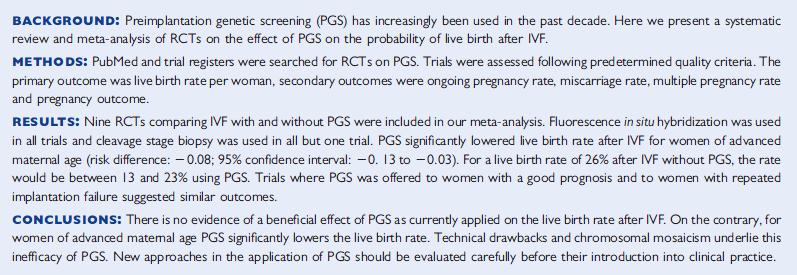 BACKGROUND: Preimplantation genetic screening (PGS) has increasingly been used in the past decade. Here we present a systematic
review and meta-analysis of RCTs on the effect of PGS on the probability of live birth after IVF.
METHODS: PubMed and trial registers were searched for RCTs on PGS. Trials were assessed following predetermined quality criteria. The
primary outcome was live birth rate per woman, secondary outcomes were ongoing pregnancy rate, miscarriage rate, multiple pregnancy rate
and pregnancy outcome.
RESULTS: Nine RCTs comparing IVF with and without PGS were included in our meta-analysis. Fluorescence in situ hybridization was used
in all trials and cleavage stage biopsy was used in all but one trial. PGS significantly lowered live birth rate after IVF for women of advanced
maternal age (risk difference: −0.08; 95% confidence interval: −0. 13 to −0.03). For a live birth rate of 26% after IVF without PGS, the rate
would be between 13 and 23% using PGS. Trials where PGS was offered to women with a good prognosis and to women with repeated
implantation failure suggested similar outcomes.
CONCLUSIONS: There is no evidence of a beneficial effect of PGS as currently applied on the live birth rate after IVF. On the contrary, for
women of advanced maternal age PGS significantly lowers the live birth rate. Technical drawbacks and chromosomal mosaicism underlie this
inefficacy of PGS. New approaches in the application of PGS should be evaluated carefully before their introduction into clinical practice.